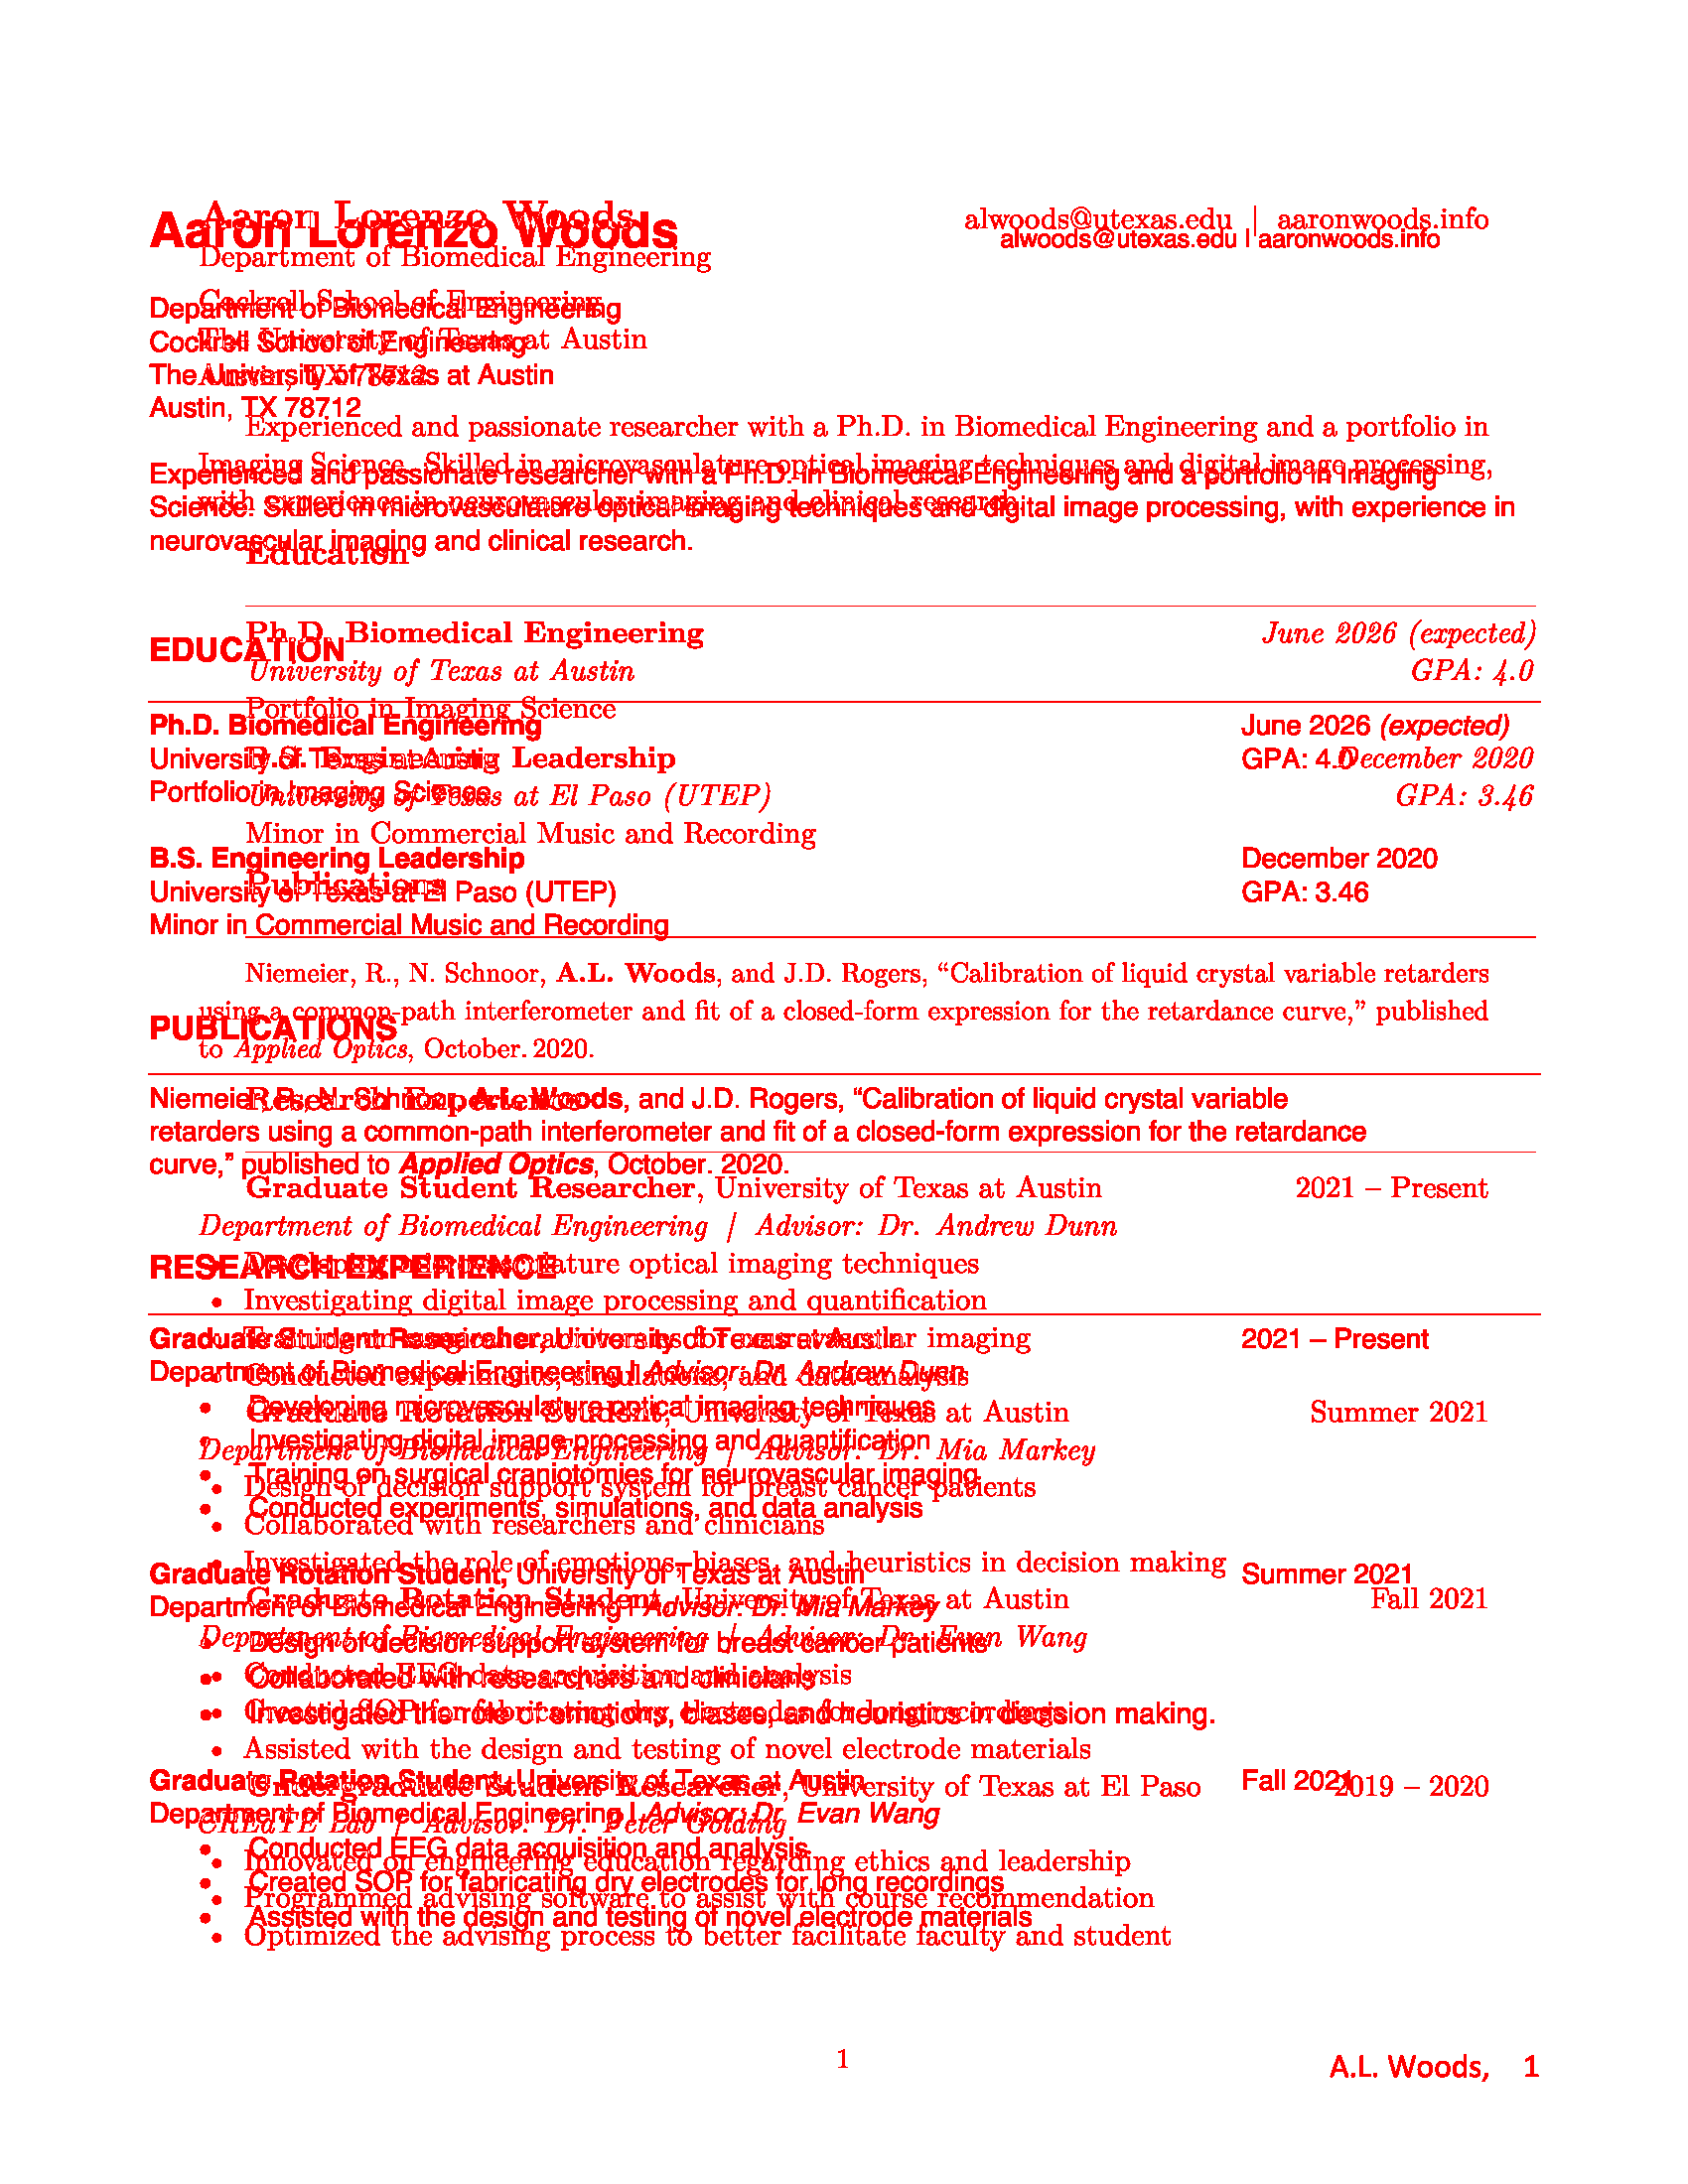 Aaron Lorenzo Woods
alwoods@utexas.edu | aaronwoods.info
Aaron Lorenzo Woods
alwoods@utexas.edu | aaronwoods.info
Department of Biomedical Engineering
Cockrell School of Engineering
Department of Biomedical Engineering
The University of Texas at Austin
Cockrell School of Engineering
Austin, TX 78712
The University of Texas at Austin
Austin, TX 78712
Experienced and passionate researcher with a Ph.D. in Biomedical Engineering and a portfolio in
Imaging Science. Skilled in microvasculature optical imaging techniques and digital image processing,
Experienced and passionate researcher with a Ph.D. in Biomedical Engineering and a portfolio in Imaging
with experience in neurovascular imaging and clinical research.
Science. Skilled in microvasculature optical imaging techniques and digital image processing, with experience in
neurovascular imaging and clinical research.
Education
Ph.D. Biomedical Engineering June 2026 (expected)
EDUCATION
University of Texas at Austin GPA: 4.0
Portfolio in Imaging Science
Ph.D. Biomedical Engineering June 2026 (expected)
B.S. Engineering Leadership December 2020
University of Texas at Austin GPA: 4.0
Portfolio in Imaging Science
University of Texas at El Paso (UTEP) GPA: 3.46
Minor in Commercial Music and Recording
B.S. Engineering Leadership December 2020
Publications
University of Texas at El Paso (UTEP) GPA: 3.46
Minor in Commercial Music and Recording
Niemeier, R., N. Schnoor, A.L. Woods, and J.D. Rogers, “Calibration of liquid crystal variable retarders
using a common-path interferometer and fit of a closed-form expression for the retardance curve,” published
PUBLICATIONS
to Applied Optics, October. 2020.
Niemeier, R., N. Schnoor, A.L. Woods, and J.D. Rogers, “Calibration of liquid crystal variable
Research Experience
retarders using a common-path interferometer and fit of a closed-form expression for the retardance
curve,” published to Applied Optics, October. 2020.
Graduate Student Researcher, University of Texas at Austin 2021 – Present
Department of Biomedical Engineering | Advisor: Dr. Andrew Dunn
• Developing microvasculature optical imaging techniques
RESEARCH EXPERIENCE
• Investigating digital image processing and quantification
• Training on surgical craniotomies for neurovascular imaging
Graduate Student Researcher, University of Texas at Austin 2021 – Present
Department of Biomedical Engineering | Advisor: Dr. Andrew Dunn
• Conducted experiments, simulations, and data analysis
• Developing microvasculature optical imaging techniques
Graduate Rotation Student, University of Texas at Austin Summer 2021
• Investigating digital image processing and quantification
Department of Biomedical Engineering | Advisor: Dr. Mia Markey
• Training on surgical craniotomies for neurovascular imaging
• Design of decision support system for breast cancer patients
• Conducted experiments, simulations, and data analysis
• Collaborated with researchers and clinicians
• Investigated the role of emotions, biases, and heuristics in decision making
Graduate Rotation Student, University of Texas at Austin Summer 2021
Graduate Rotation Student, University of Texas at Austin Fall 2021
Department of Biomedical Engineering | Advisor: Dr. Mia Markey
Department of Biomedical Engineering | Advisor: Dr. Evan Wang
• Design of decision support system for breast cancer patients
• Conducted EEG data acquisition and analysis
• Collaborated with researchers and clinicians
• Created SOP for fabricating dry electrodes for long recordings
• Investigated the role of emotions, biases, and heuristics in decision making.
• Assisted with the design and testing of novel electrode materials
Graduate Rotation Student, University of Texas at Austin Fall 2021
Undergraduate Student Researcher, University of Texas at El Paso 2019 – 2020
Department of Biomedical Engineering | Advisor: Dr. Evan Wang
CREaTE Lab | Advisor: Dr. Peter Golding
• Conducted EEG data acquisition and analysis
• Innovated on engineering education regarding ethics and leadership
• Created SOP for fabricating dry electrodes for long recordings
• Programmed advising software to assist with course recommendation
• Assisted with the design and testing of novel electrode materials
• Optimized the advising process to better facilitate faculty and student
1
A.L. Woods, 1